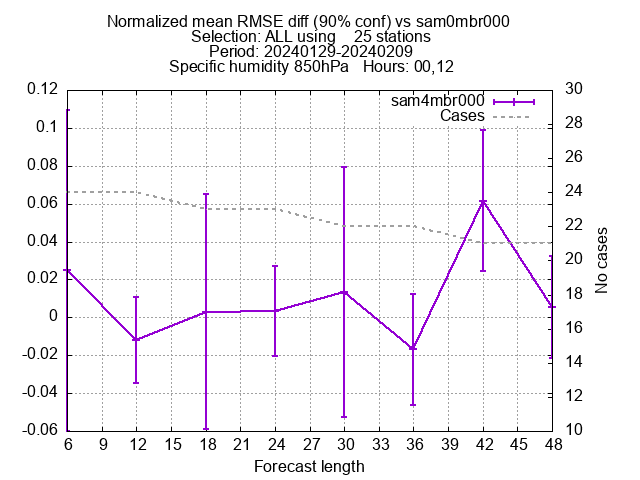 Normalized mean RMSE diff (90% conf) vs sam0mbr000
Selection: ALL using    25 stations
Period: 20240129-20240209
Specific humidity 850hPa   Hours: 00,12
sam4mbr000
Cases
0.12
0.1
0.08
0.06
0.04
0.02
0
-0.02
-0.04
-0.06
30
28
26
24
22
20
18
16
14
12
10
No cases
6 9 12 15 18 21 24 27 30 33 36 39 42 45 48
Forecast length